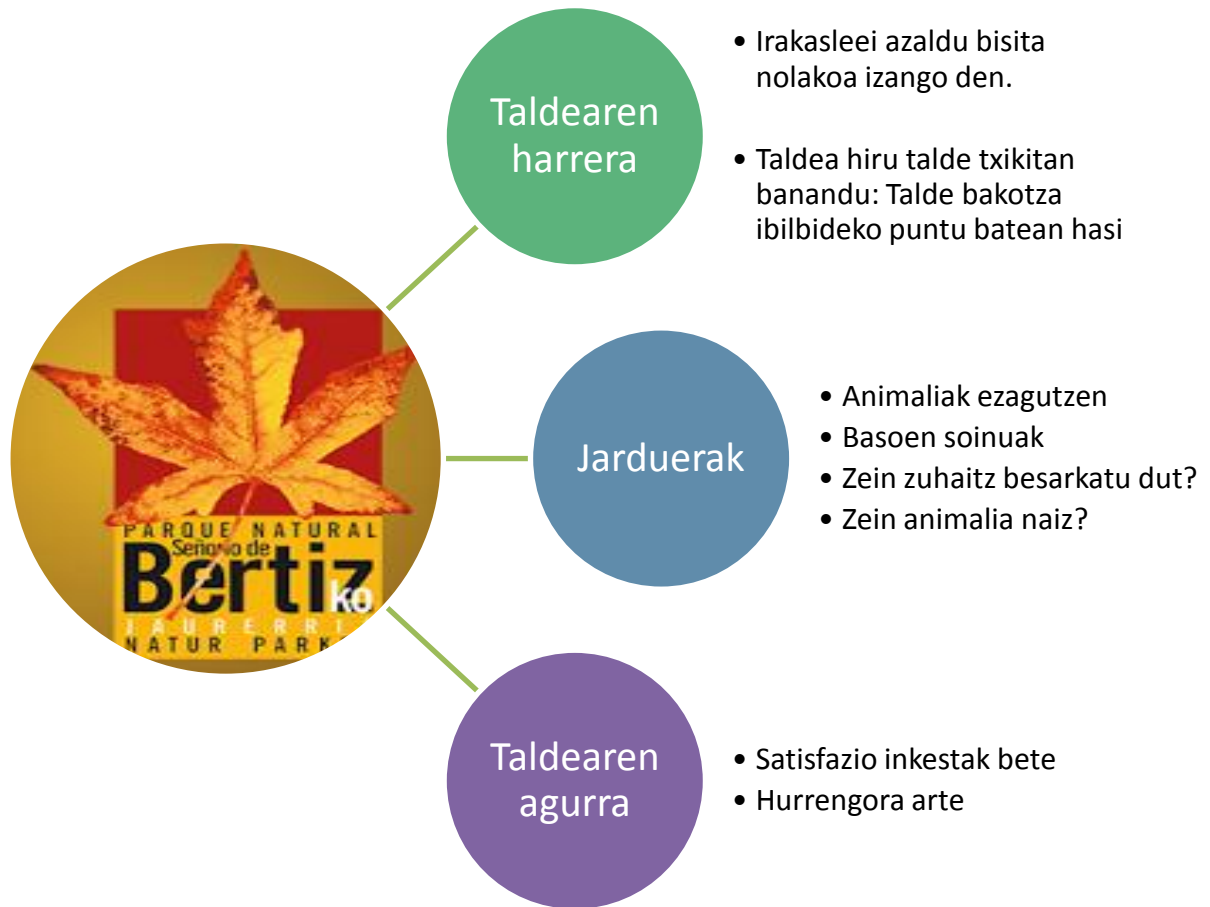 Taldearen
harrera
• Irakasleei azaldu bisita
nolakoa izango den.
• Taldea hiru talde txikitan
banandu: Talde bakotza
ibilbideko puntu batean hasi
PARQUE NATURAL
Señorio de
Bertiz
ko
JAURERRI
NATUR PARK
Jarduerak
• Animaliak ezagutzen
• Basoen soinuak
• Zein zuhaitz besarkatu dut?
• Zein animalia naiz?
Taldearen
agurra
• Satisfazio inkestak bete
• Hurrengora arte